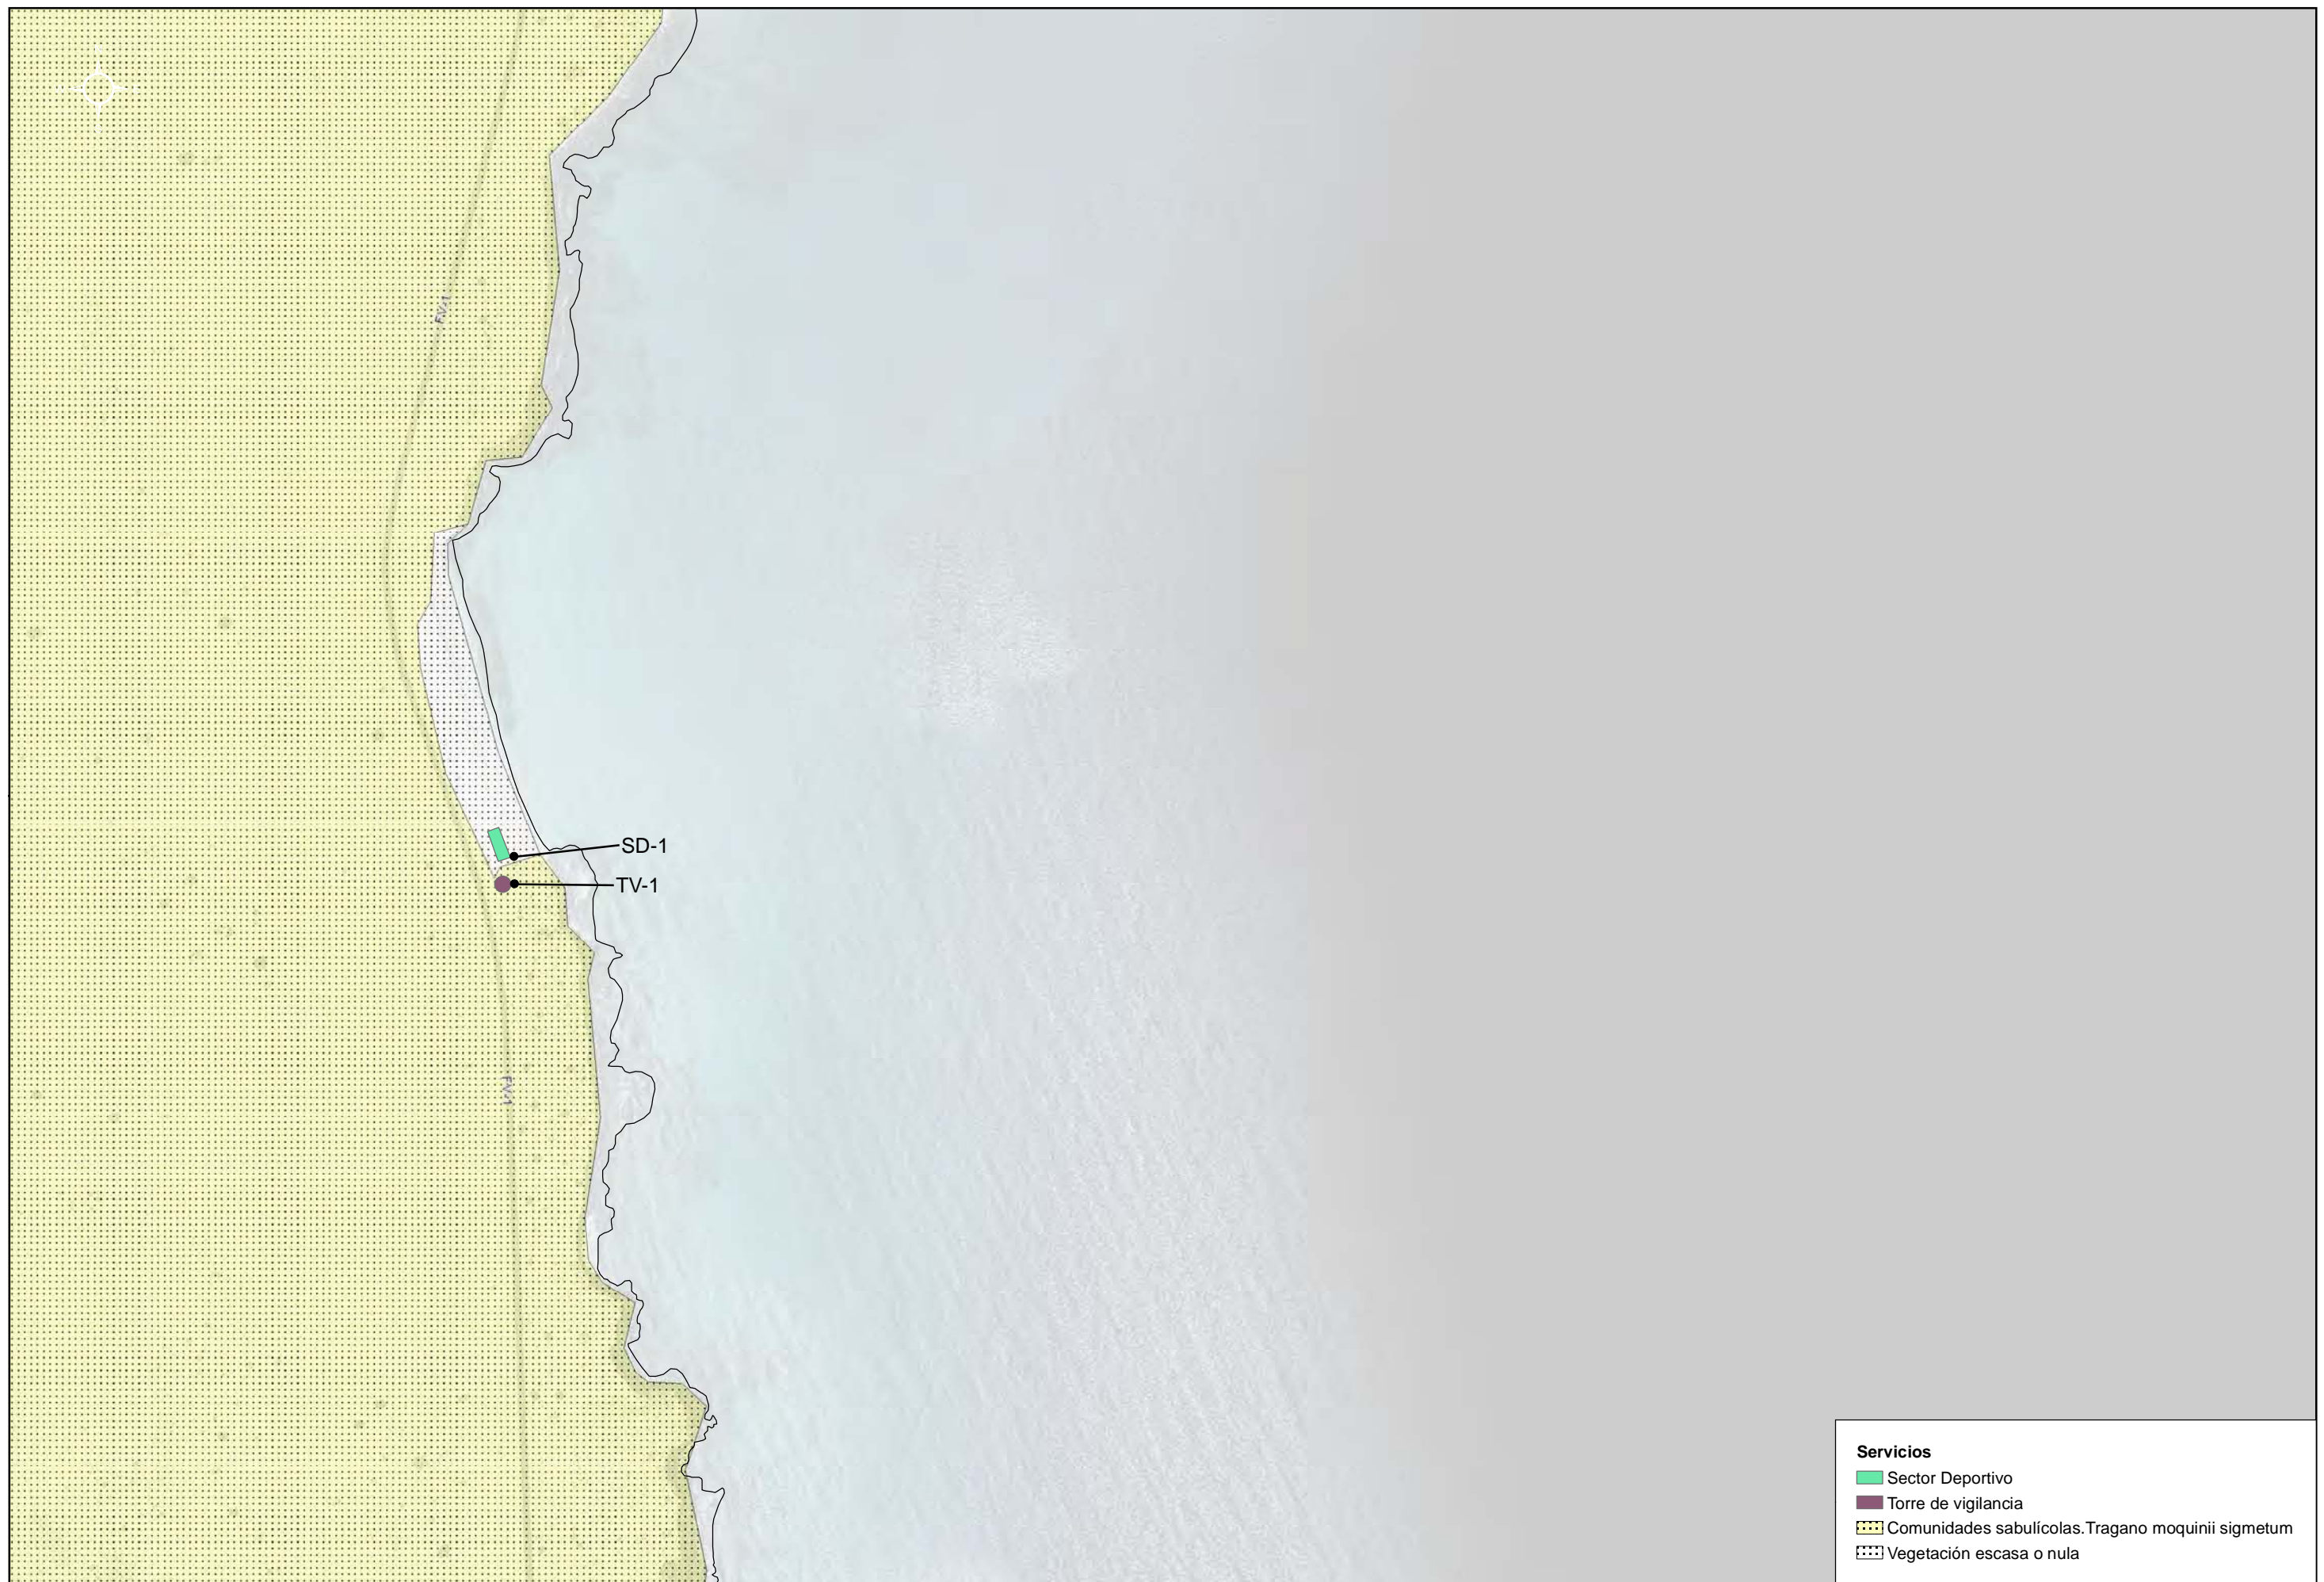 FV-1
SD-1
TV-1
FV-1
Servicios
Sector Deportivo
Torre de vigilancia
Comunidades sabulícolas.Tragano moquinii sigmetum
Vegetación escasa o nula